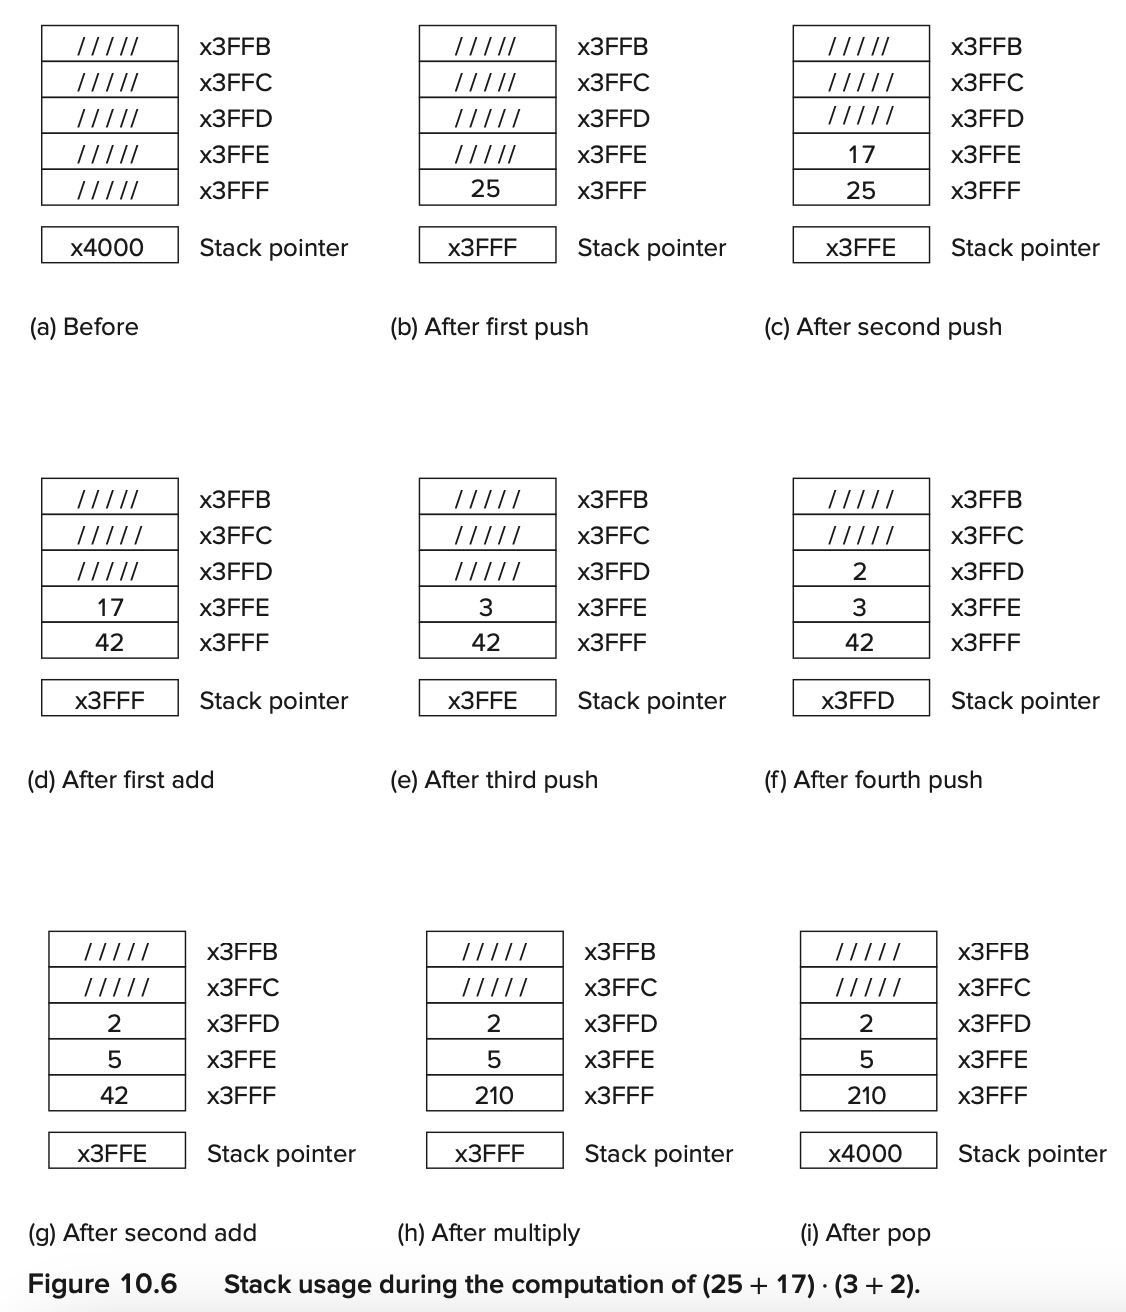 ///// x3FFB ///// x3FFB ///// x3FFB
///// x3FFC ///// x3FFC ///// x3FFC
///// x3FFD ///// x3FFD ///// x3FFD
///// x3FFE ///// x3FFE 17 x3FFE
///// x3FFF 25 x3FFF 25 x3FFF
x4000 Stack pointer x3FFF Stack pointer x3FFE Stack pointer
(a) Before (b) After first push (c) After second push
///// x3FFB ///// x3FFB ///// x3FFB
///// x3FFC ///// x3FFC ///// x3FFC
///// x3FFD ///// x3FFD 2 x3FFD
17 x3FFE 3 x3FFE 3 x3FFE
42 x3FFF 42 x3FFF 42 x3FFF
x3FFF Stack pointer x3FFE Stack pointer x3FFD Stack pointer
(d) After first add (e) After third push (f) After fourth push
///// x3FFB ///// x3FFB ///// x3FFB
///// x3FFC ///// x3FFC ///// x3FFC
2 x3FFD 2 x3FFD 2 x3FFD
5 x3FFE 5 x3FFE 5 x3FFE
42 x3FFF 210 x3FFF 210 x3FFF
x3FFE Stack pointer x3FFF Stack pointer x4000 Stack pointer
(g) After second add (h) After multiply (i) After pop
Figure 10.6 Stack usage during the computation of (25 + 17) · (3 + 2).